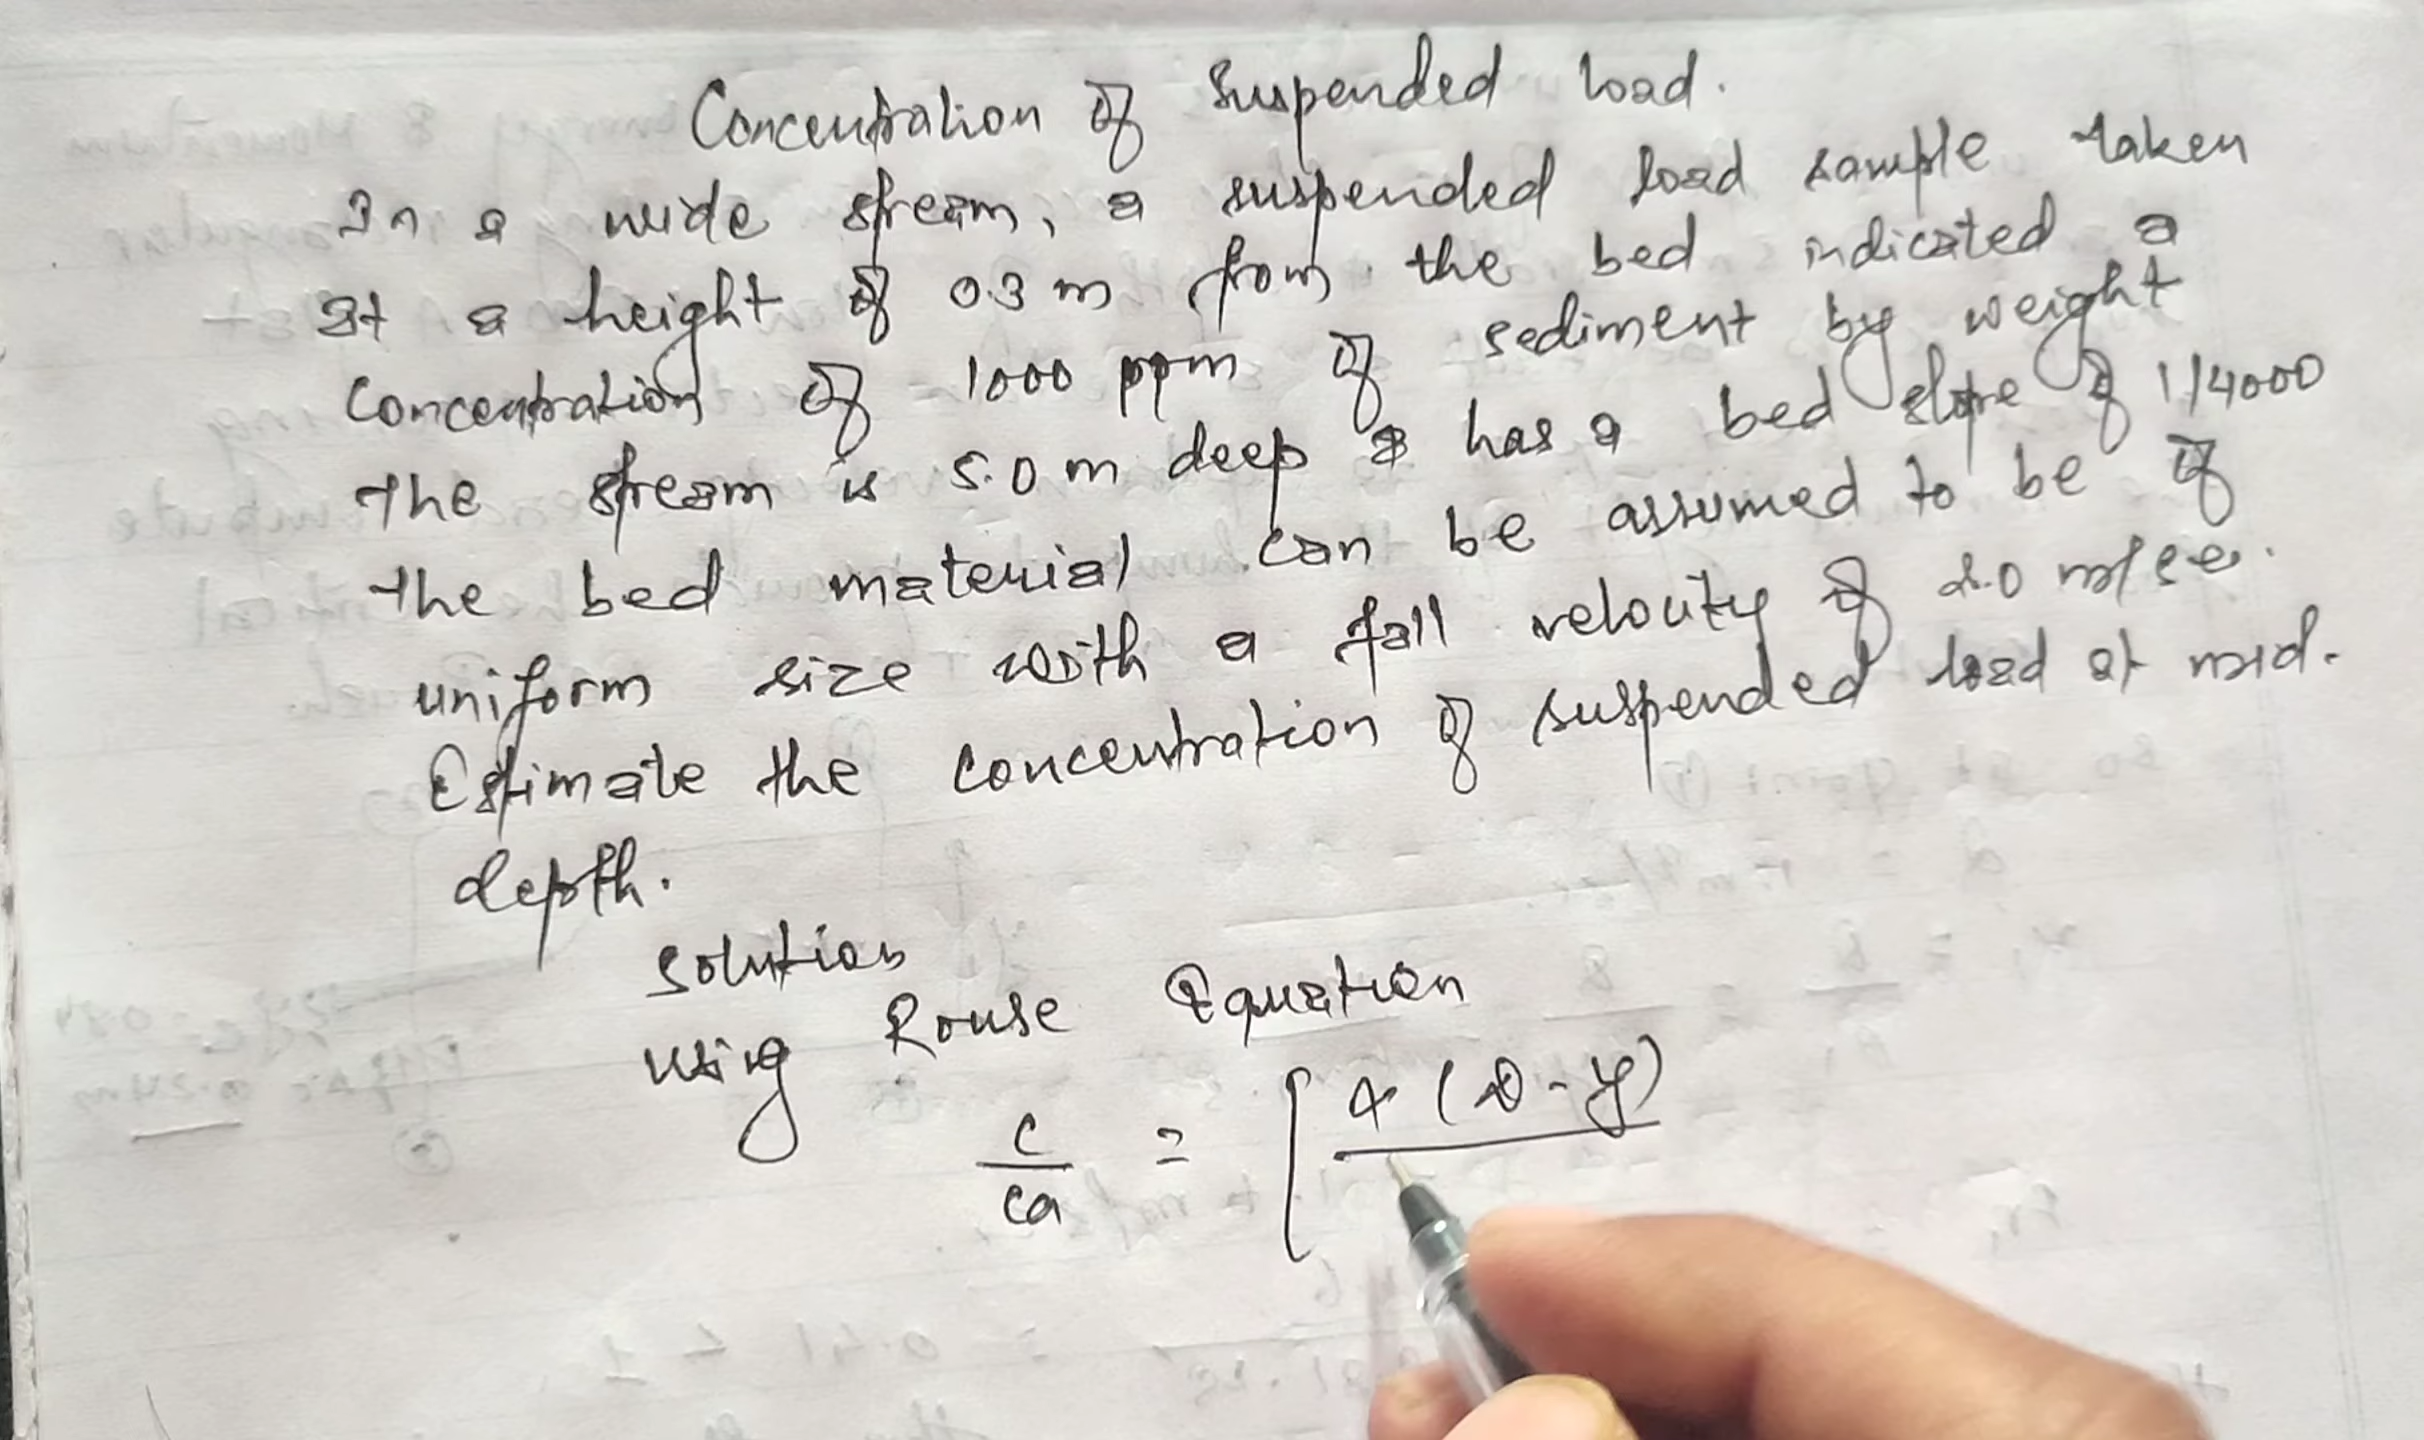 Concentration of Suspended load.
In a wide stream, a suspended load sample taken
at a height of 0.3 m from the bed indicated a
concentration of 1000 ppm of sediment by weight
the stream is 5.0 m deep & has a bed slope of 1/4000
the bed material can be assumed to be of
uniform size with a fall velocity of 2.0 m/sec.
Estimate the concentration of suspended load at mid.
depth.
Solution
Using Rouse Equation
C/Ca = [ a (D-y)